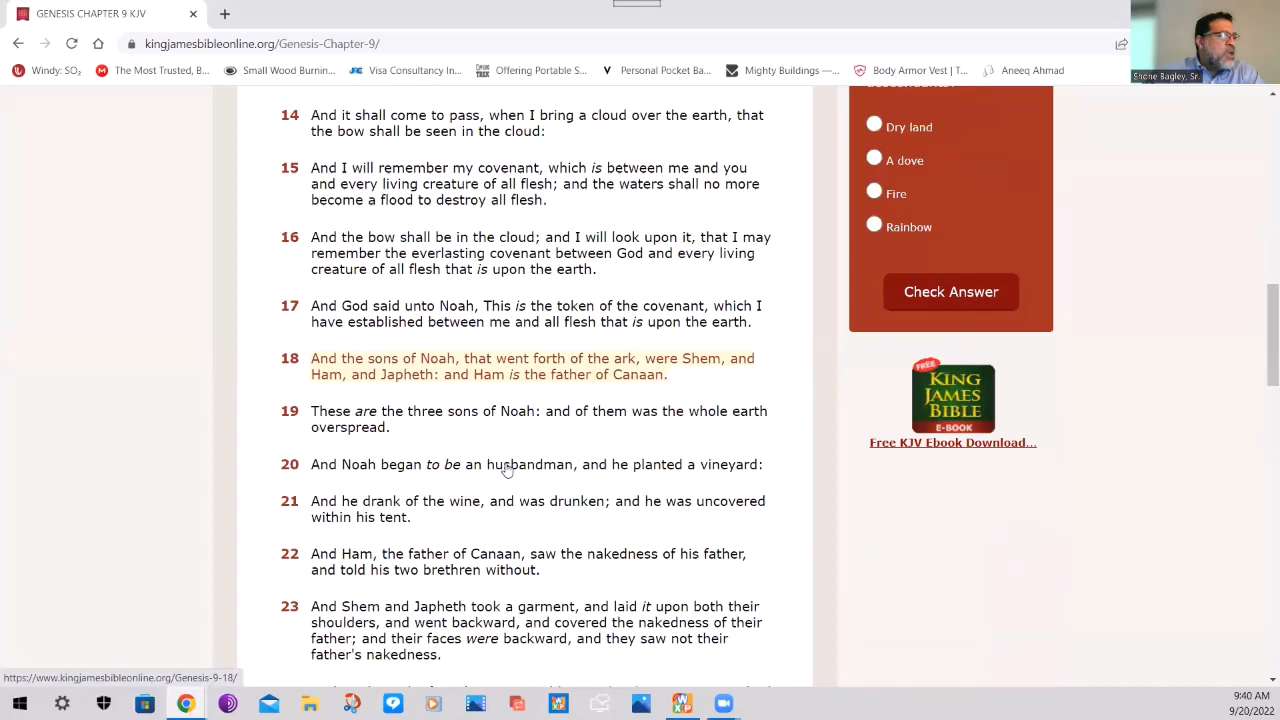 GENESIS CHAPTER 9 KJV
kingjamesbibleonline.org/Genesis-Chapter-9/
Windy: SO₂
The Most Trusted, B...
Small Wood Burnin...
Visa Consultancy In...
Offering Portable S...
Personal Pocket Ba...
Mighty Buildings —...
Body Armor Vest | T...
Aneeq Ahmad
Shane Bagley, Sr.
14 And it shall come to pass, when I bring a cloud over the earth, that
the bow shall be seen in the cloud:
15 And I will remember my covenant, which is between me and you
and every living creature of all flesh; and the waters shall no more
become a flood to destroy all flesh.
16 And the bow shall be in the cloud; and I will look upon it, that I may
remember the everlasting covenant between God and every living
creature of all flesh that is upon the earth.
17 And God said unto Noah, This is the token of the covenant, which I
have established between me and all flesh that is upon the earth.
18 And the sons of Noah, that went forth of the ark, were Shem, and
Ham, and Japheth: and Ham is the father of Canaan.
19 These are the three sons of Noah: and of them was the whole earth
overspread.
20 And Noah began to be an husbandman, and he planted a vineyard:
21 And he drank of the wine, and was drunken; and he was uncovered
within his tent.
22 And Ham, the father of Canaan, saw the nakedness of his father,
and told his two brethren without.
23 And Shem and Japheth took a garment, and laid it upon both their
shoulders, and went backward, and covered the nakedness of their
father; and their faces were backward, and they saw not their
father's nakedness.
Dry land
A dove
Fire
Rainbow
Check Answer
FREE
KING
JAMES
BIBLE
E-BOOK
Free KJV Ebook Download...
https://www.kingjamesbibleonline.org/Genesis-9-18/
9:40 AM
9/20/2022